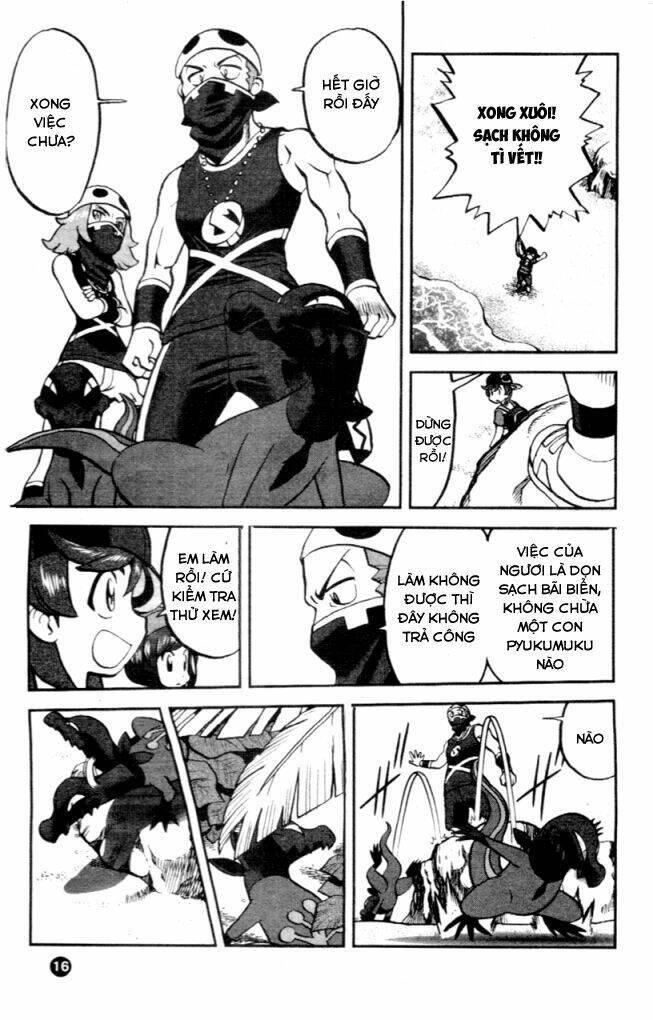 XONG XUÔI!
SẠCH KHÔNG
TÌ VẾT!!
HẾT GIỜ
RỒI ĐẤY
XONG
VIỆC
CHƯA?
DỪNG
ĐƯỢC
RỒI!
VIỆC CỦA
NGƯƠI LÀ DỌN
SẠCH BÃI BIỂN,
KHÔNG CHỪA
MỘT CON
PYUKUMUKU
NÀO
LÀM KHÔNG
ĐƯỢC THÌ
ĐÂY KHÔNG
TRẢ CÔNG
EM LÀM
RỒI! CỨ
KIỂM TRA
THỬ XEM!
NÀO
16